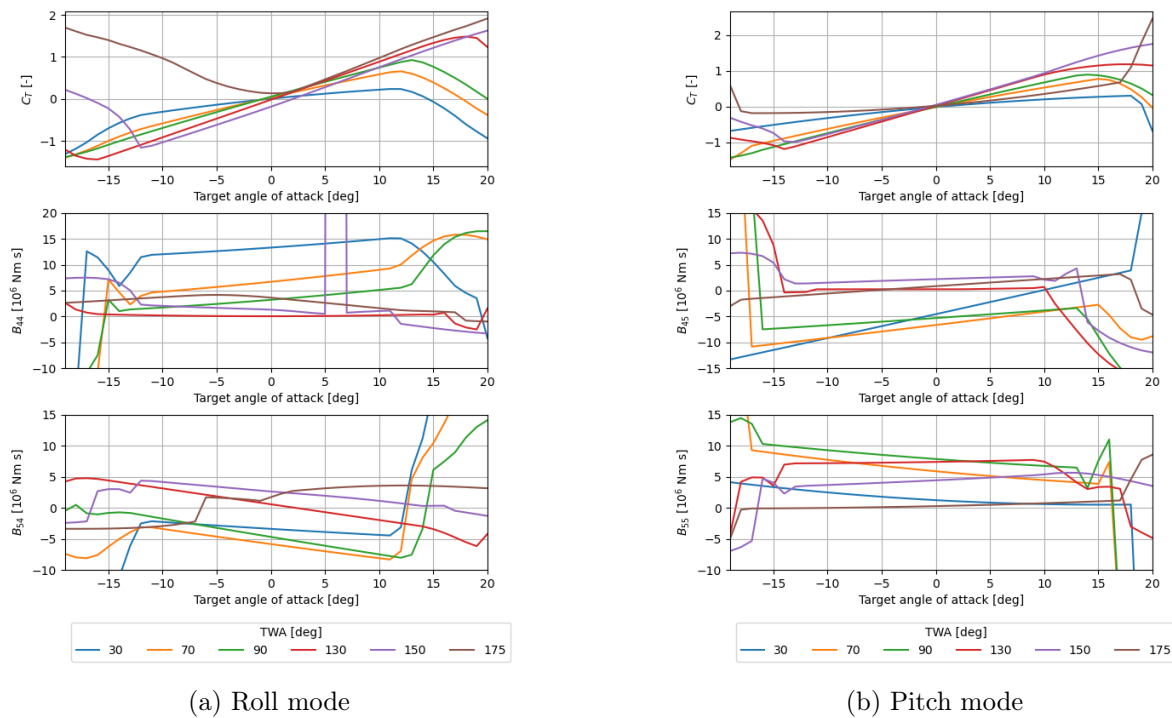 2
1
0
−1
C_T [-]
−15 −10 −5 0 5 10 15 20
Target angle of attack [deg]
20
15
10
5
0
−5
−10
B_44 [10^6 Nm s]
−15 −10 −5 0 5 10 15 20
Target angle of attack [deg]
15
10
5
0
−5
−10
B_54 [10^6 Nm s]
−15 −10 −5 0 5 10 15 20
Target angle of attack [deg]
TWA [deg]
30 70 90 130 150 175
(a) Roll mode
2
1
0
−1
C_T [-]
−15 −10 −5 0 5 10 15 20
Target angle of attack [deg]
15
10
5
0
−5
−10
−15
B_45 [10^6 Nm s]
−15 −10 −5 0 5 10 15 20
Target angle of attack [deg]
15
10
5
0
−5
−10
B_55 [10^6 Nm s]
−15 −10 −5 0 5 10 15 20
Target angle of attack [deg]
TWA [deg]
30 70 90 130 150 175
(b) Pitch mode